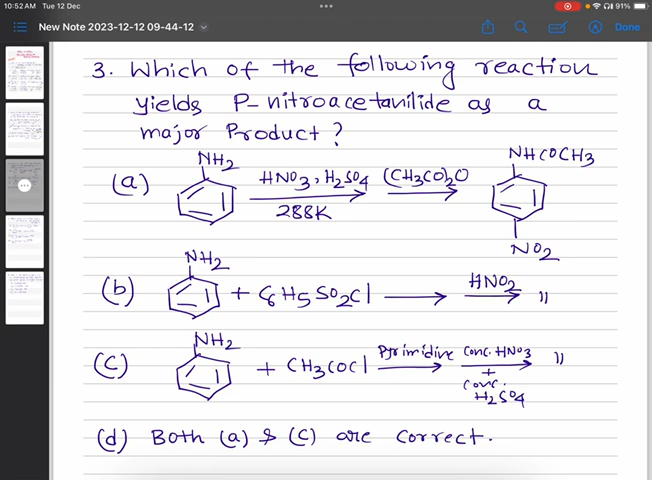 10:52 AM Tue 12 Dec
91%
New Note 2023-12-12 09-44-12
Done
3. Which of the following reaction
yields P-nitroacetanilide as a
major Product?
(a) NH2 HNO3, H2SO4 (CH3CO)2O NHCOCH3
288K
NO2
(b) NH2 + C6H5SO2Cl HNO2 "
(c) NH2 + CH3COCl Pyrimidine Conc. HNO3 "
+
Conc.
H2SO4
(d) Both (a) & (c) are correct.